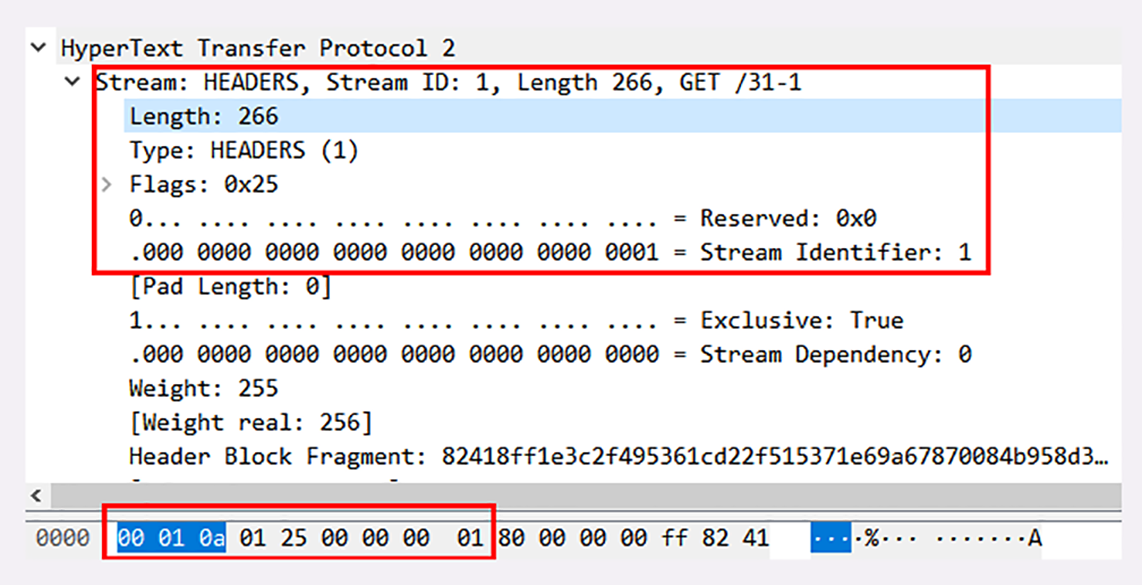 HyperText Transfer Protocol 2
Stream: HEADERS, Stream ID: 1, Length 266, GET /31-1
Length: 266
Type: HEADERS (1)
Flags: 0x25
0... .... .... .... .... .... .... .... = Reserved: 0x0
.000 0000 0000 0000 0000 0000 0000 0001 = Stream Identifier: 1
[Pad Length: 0]
1... .... .... .... .... .... .... .... = Exclusive: True
.000 0000 0000 0000 0000 0000 0000 0000 = Stream Dependency: 0
Weight: 255
[Weight real: 256]
Header Block Fragment: 82418ff1e3c2f495361cd22f515371e69a67870084b958d3…
0000 00 01 0a 01 25 00 00 00 01 80 00 00 00 ff 82 41 ····%··· ·······A